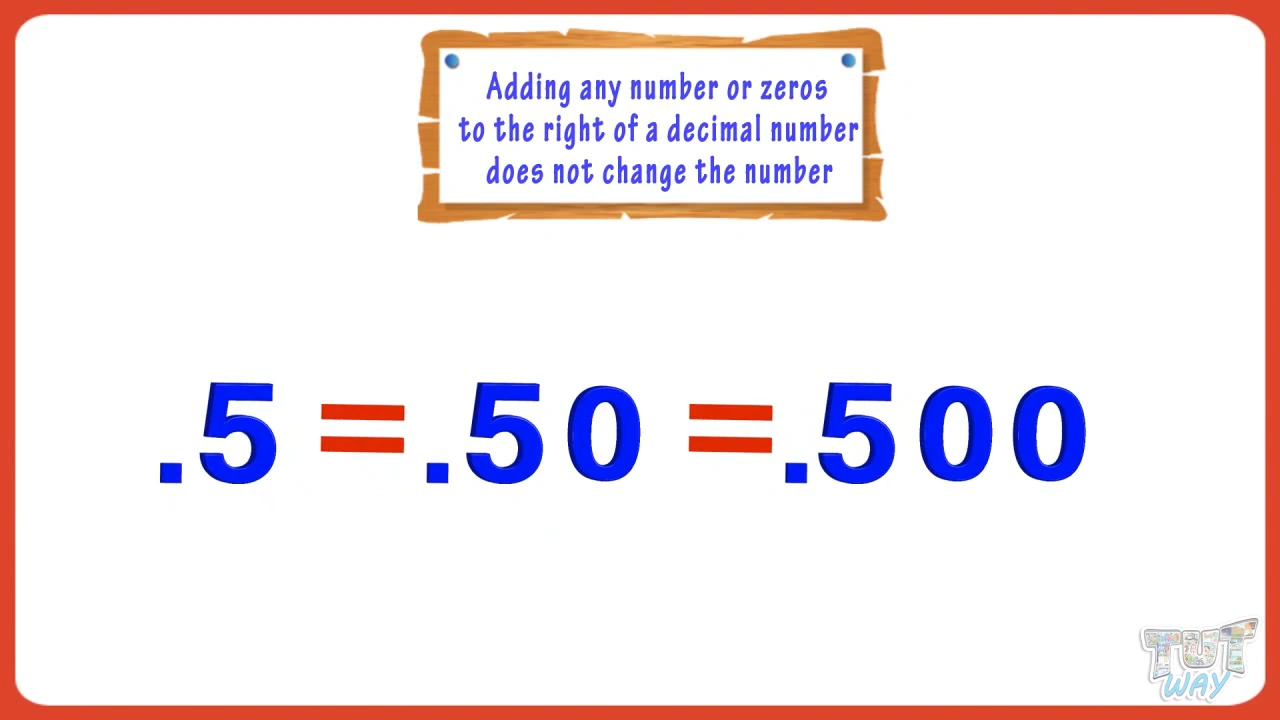 Adding any number or zeros
to the right of a decimal number
does not change the number
.5 = .50 = .500
TUT
WAY